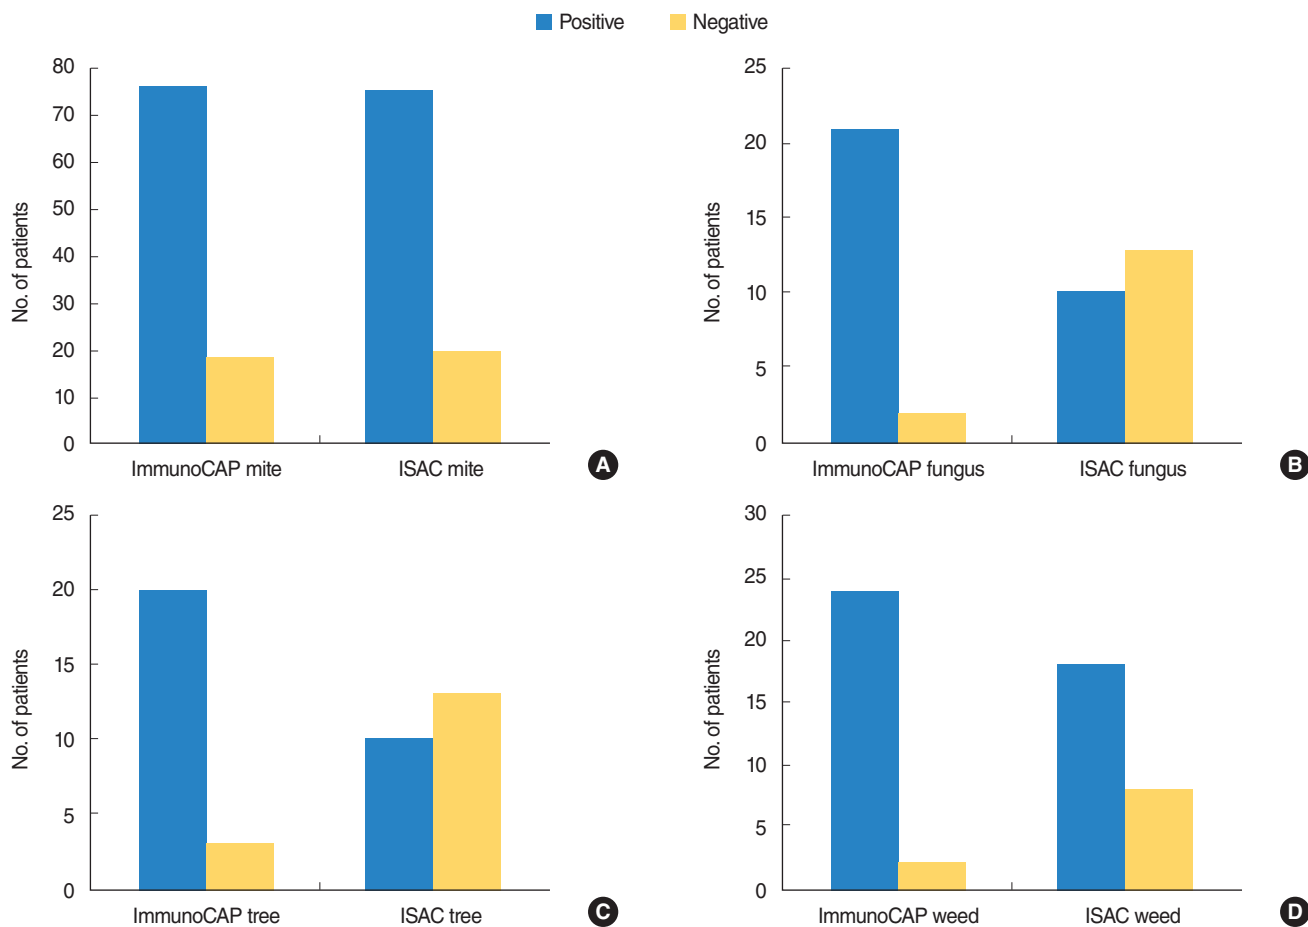 Positive Negative
80
70
60
50
40
30
20
10
0
No. of patients
ImmunoCAP mite ISAC mite
A
25
20
15
10
5
0
No. of patients
ImmunoCAP fungus ISAC fungus
B
25
20
15
10
5
0
No. of patients
ImmunoCAP tree ISAC tree
C
30
25
20
15
10
5
0
No. of patients
ImmunoCAP weed ISAC weed
D